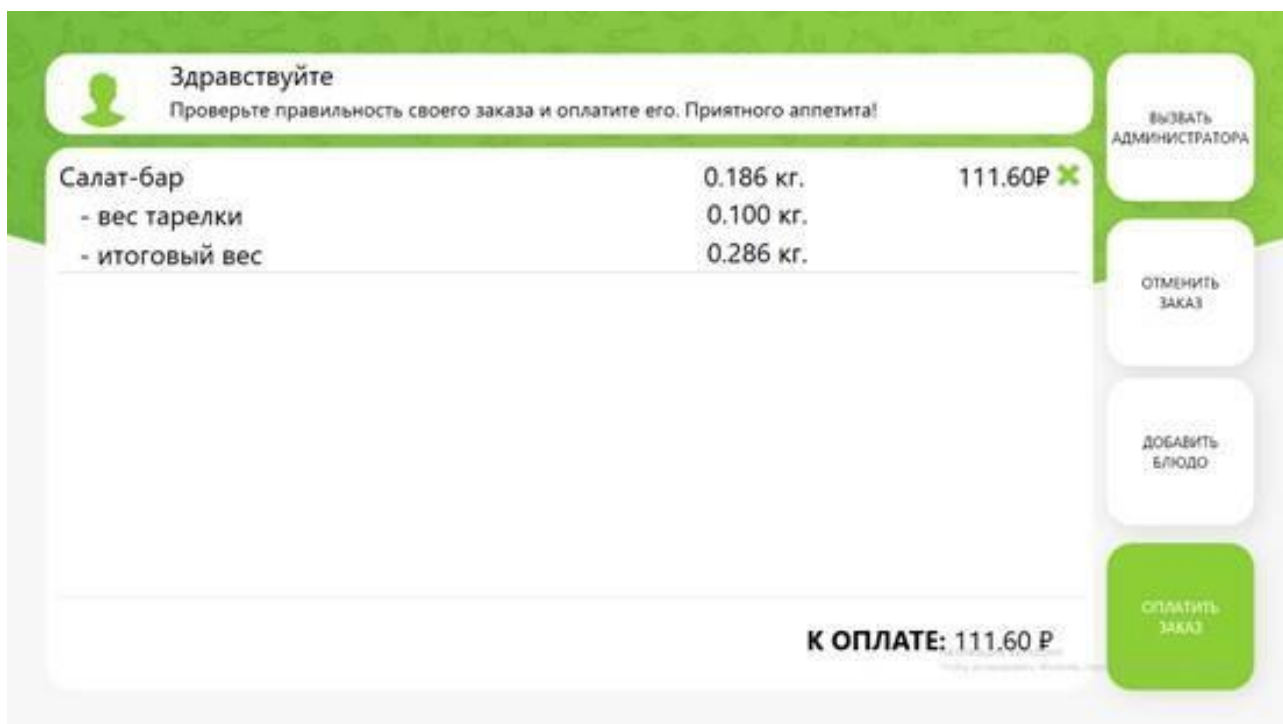 Здравствуйте
Проверьте правильность своего заказа и оплатите его. Приятного аппетита!
Салат-бар 0.186 кг. 111.60₽
- вес тарелки 0.100 кг.
- итоговый вес 0.286 кг.
К ОПЛАТЕ: 111.60 ₽
ВЫЗВАТЬ
АДМИНИСТРАТОРА
ОТМЕНИТЬ
ЗАКАЗ
ДОБАВИТЬ
БЛЮДО
ОПЛАТИТЬ
ЗАКАЗ